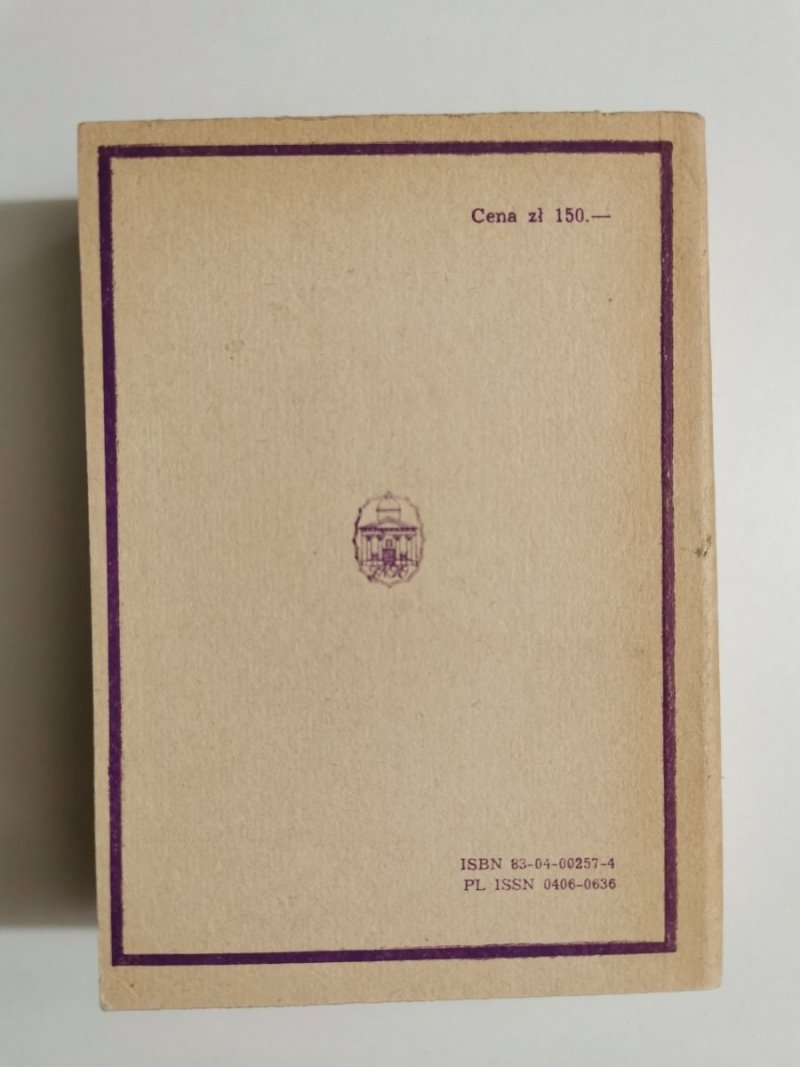 Cena zł 150.—
ISBN 83-04-00257-4
PL ISSN 0406-0636